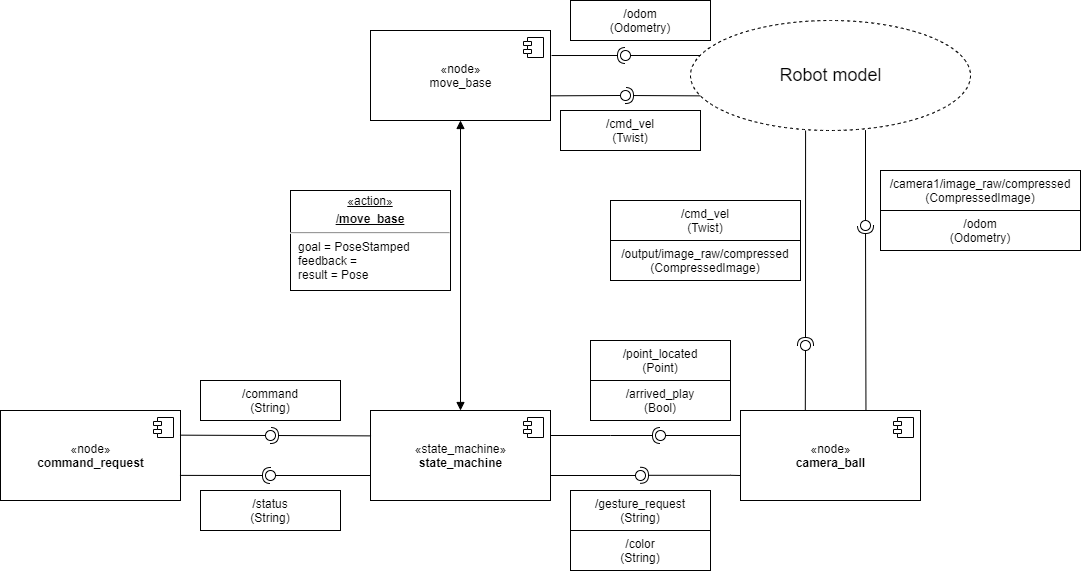 /odom
(Odometry)
«node»
move_base
Robot model
/cmd_vel
(Twist)
«action»
/move_base
goal = PoseStamped
feedback =
result = Pose
/cmd_vel
(Twist)
/output/image_raw/compressed
(CompressedImage)
/camera1/image_raw/compressed
(CompressedImage)
/odom
(Odometry)
/point_located
(Point)
/arrived_play
(Bool)
/command
(String)
«node»
command_request
«state_machine»
state_machine
«node»
camera_ball
/status
(String)
/gesture_request
(String)
/color
(String)